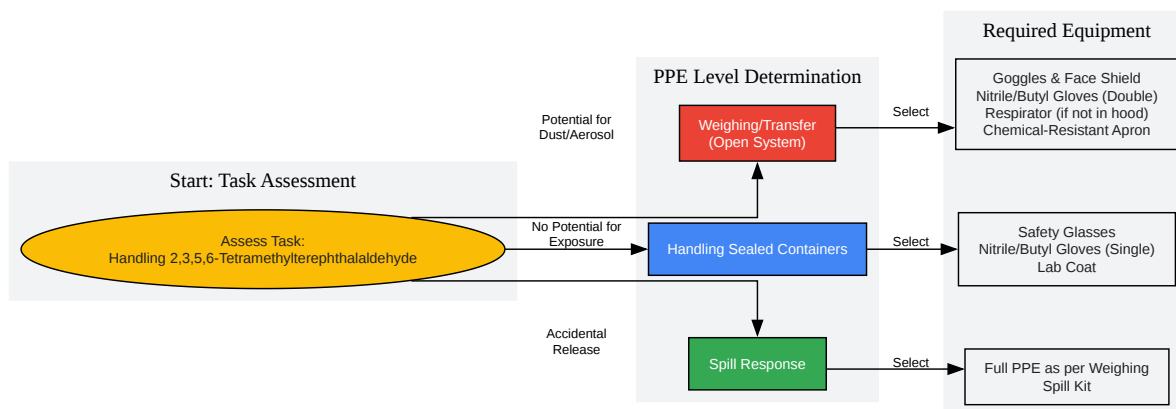 Required Equipment
PPE Level Determination
Start: Task Assessment
Assess Task:
Handling 2,3,5,6-Tetramethylterephthalaldehyde
Potential for
Dust/Aerosol
Weighing/Transfer
(Open System)
Select
Goggles & Face Shield
Nitrile/Butyl Gloves (Double)
Respirator (if not in hood)
Chemical-Resistant Apron
No Potential for
Exposure
Handling Sealed Containers
Select
Safety Glasses
Nitrile/Butyl Gloves (Single)
Lab Coat
Accidental
Release
Spill Response
Select
Full PPE as per Weighing
Spill Kit